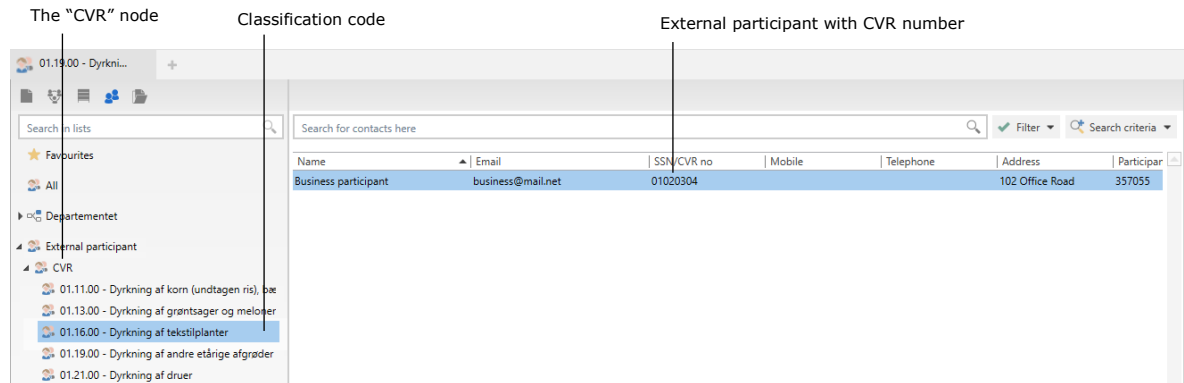 The “CVR” node
Classification code
External participant with CVR number
01.19.00 - Dyrkni...
+
Search in lists
Search for contacts here
Filter
Search criteria
Favourites
All
Departementet
External participant
CVR
01.11.00 - Dyrkning af korn (undtagen ris), bæ
01.13.00 - Dyrkning af grøntsager og meloner
01.16.00 - Dyrkning af tekstilplanter
01.19.00 - Dyrkning af andre etårige afgrøder
01.21.00 - Dyrkning af druer
Name Email SSN/CVR no Mobile Telephone Address Participar
Business participant business@mail.net 01020304 102 Office Road 357055